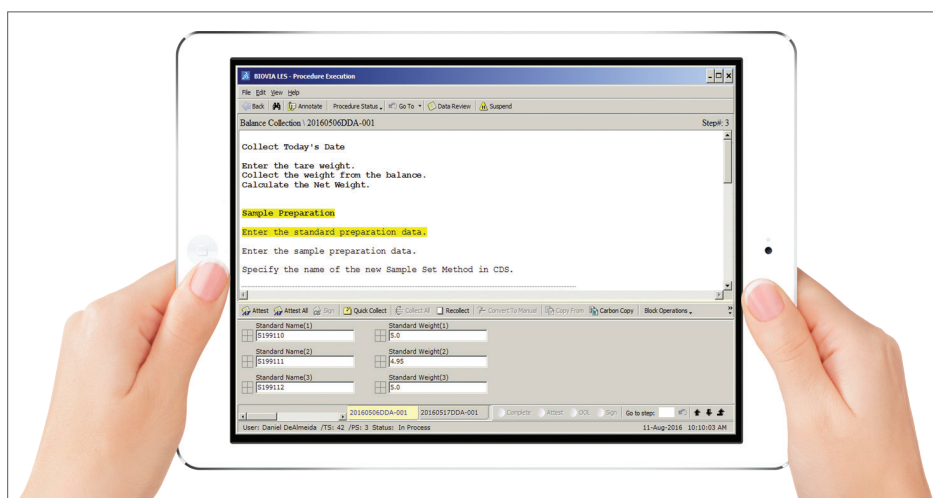 BIOVIA LES - Procedure Execution
File Edit View Help
Back Annotate Procedure Status Go To Data Review Suspend
Balance Collection \ 20160506DDA-001 Step#: 3
Collect Today's Date
Enter the tare weight.
Collect the weight from the balance.
Calculate the Net Weight.
Sample Preparation
Enter the standard preparation data.
Enter the sample preparation data.
Specify the name of the new Sample Set Method in CDS.
Attest Attest All Sign Quick Collect Collect All Recollect Convert To Manual Copy From Carbon Copy Block Operations
Standard Name(1) Standard Weight(1)
S199110 5.0
Standard Name(2) Standard Weight(2)
S199111 4.95
Standard Name(3) Standard Weight(3)
S199112 5.0
20160506DDA-001 20160517DDA-001 Complete Attest OOL Sign Go to step:
User: Daniel DeAlmeida /TS: 42 /PS: 3 Status: In Process 11-Aug-2016 10:10:03 AM